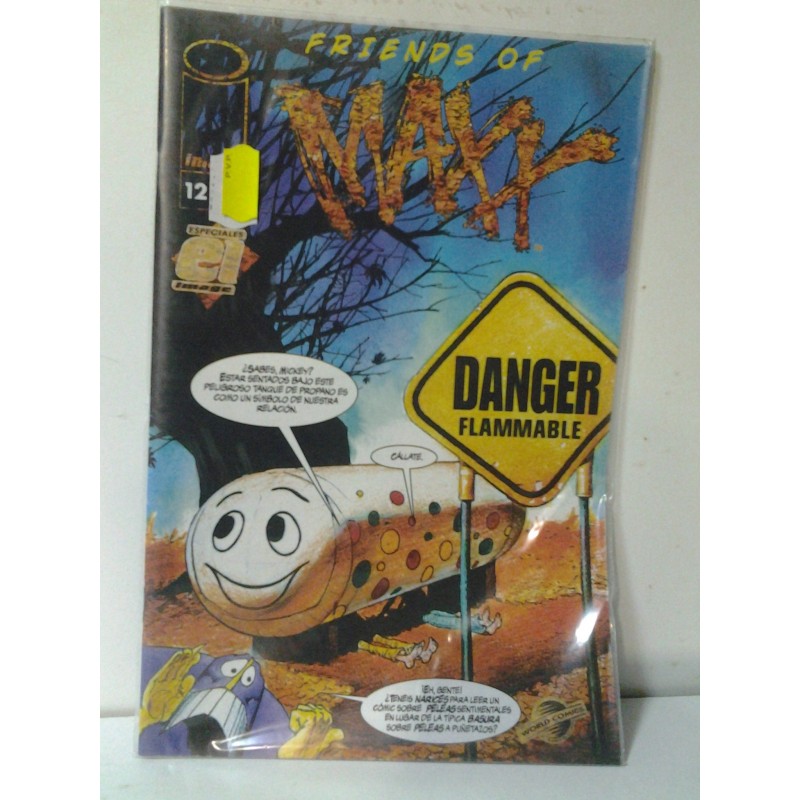 FRIENDS OF
MAXX
P.V.P.
12
ESPECIALES
el
image
¿SABES, MICKEY?
ESTAR SENTADOS BAJO ESTE
PELIGROSO TANQUE DE PROPANO ES
COMO UN SÍMBOLO DE NUESTRA
RELACIÓN.
CÁLLATE.
DANGER
FLAMMABLE
¡EH, GENTE!
¿TENÉIS NARICES PARA LEER UN
CÓMIC SOBRE PELEAS SENTIMENTALES
EN LUGAR DE LA TÍPICA BASURA
SOBRE PELEAS A PUÑETAZOS?
WORLD COMICS